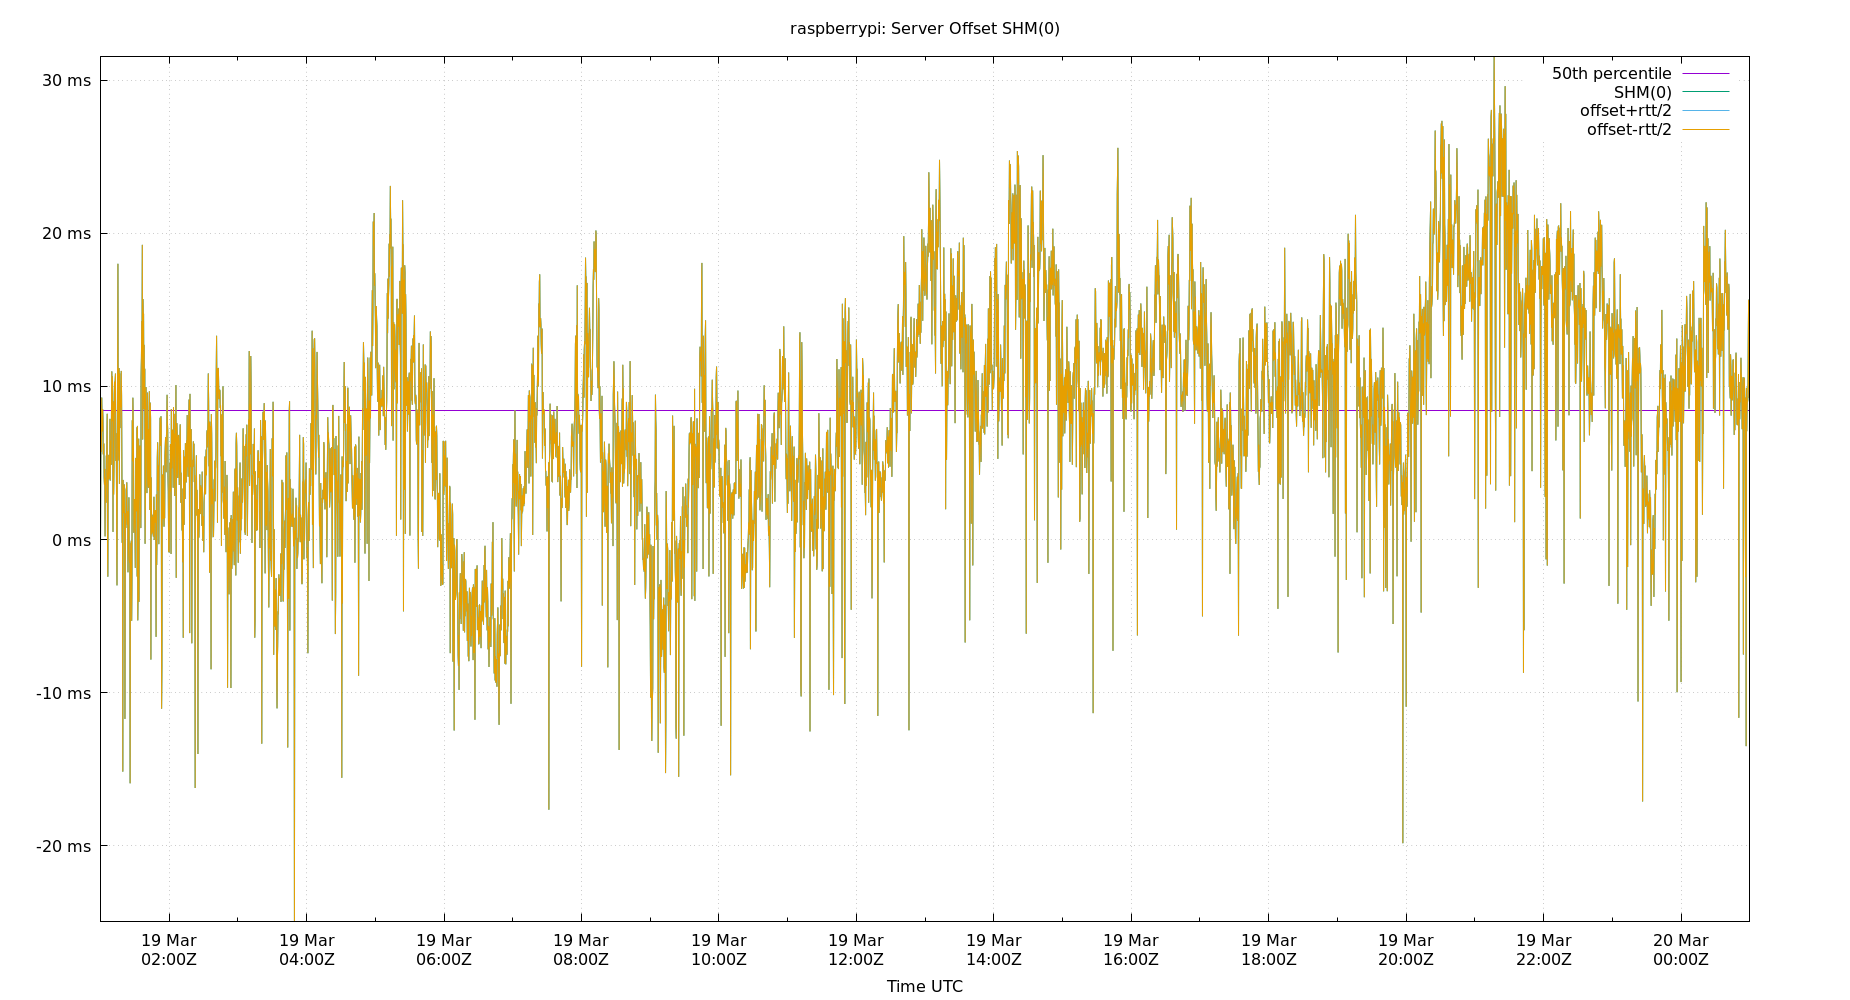 raspberrypi: Server Offset SHM(0)
50th percentile
SHM(0)
offset+rtt/2
offset-rtt/2
30 ms
20 ms
10 ms
0 ms
-10 ms
-20 ms
19 Mar 19 Mar 19 Mar 19 Mar 19 Mar 19 Mar 19 Mar 19 Mar 19 Mar 19 Mar 19 Mar 20 Mar
02:00Z 04:00Z 06:00Z 08:00Z 10:00Z 12:00Z 14:00Z 16:00Z 18:00Z 20:00Z 22:00Z 00:00Z
Time UTC